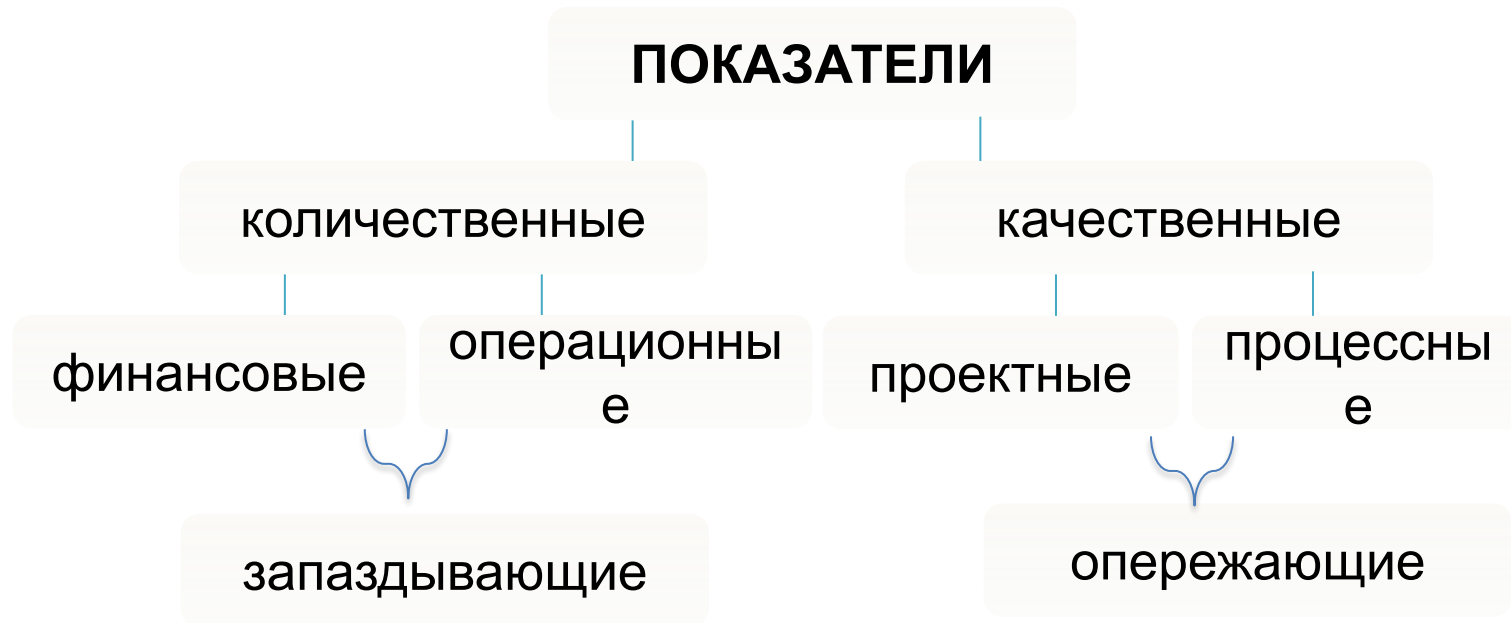 ПОКАЗАТЕЛИ
количественные
качественные
финансовые
операционны
е
проектные
процессны
е
запаздывающие
опережающие